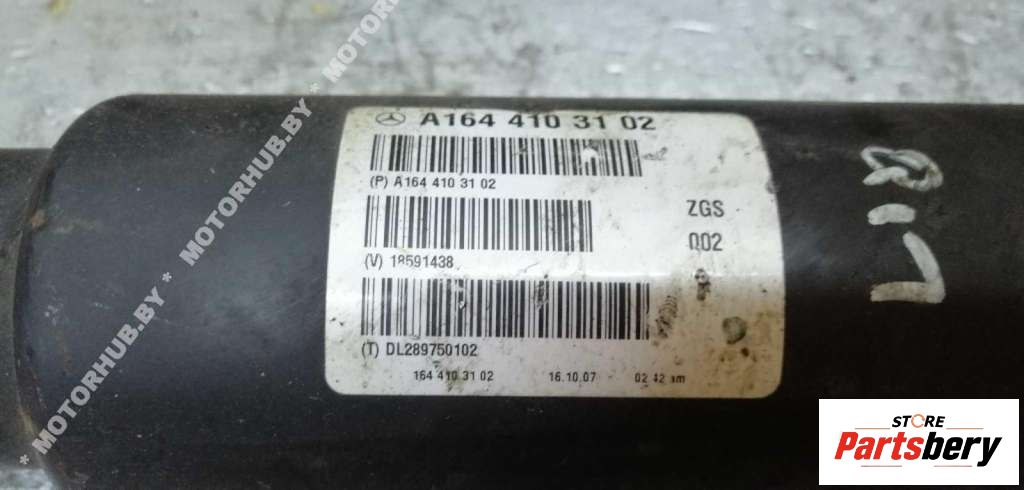 A164 410 31 02
(P) A164 410 31 02
ZGS
002
(V) 18591438
(T) DL289750102
164 410 31 02 16.10.07 02:42 am
* MOTORHUB.BY * MOTORHUB.BY * MOTORHUB.BY * MOTOR
STORE
Partsbery